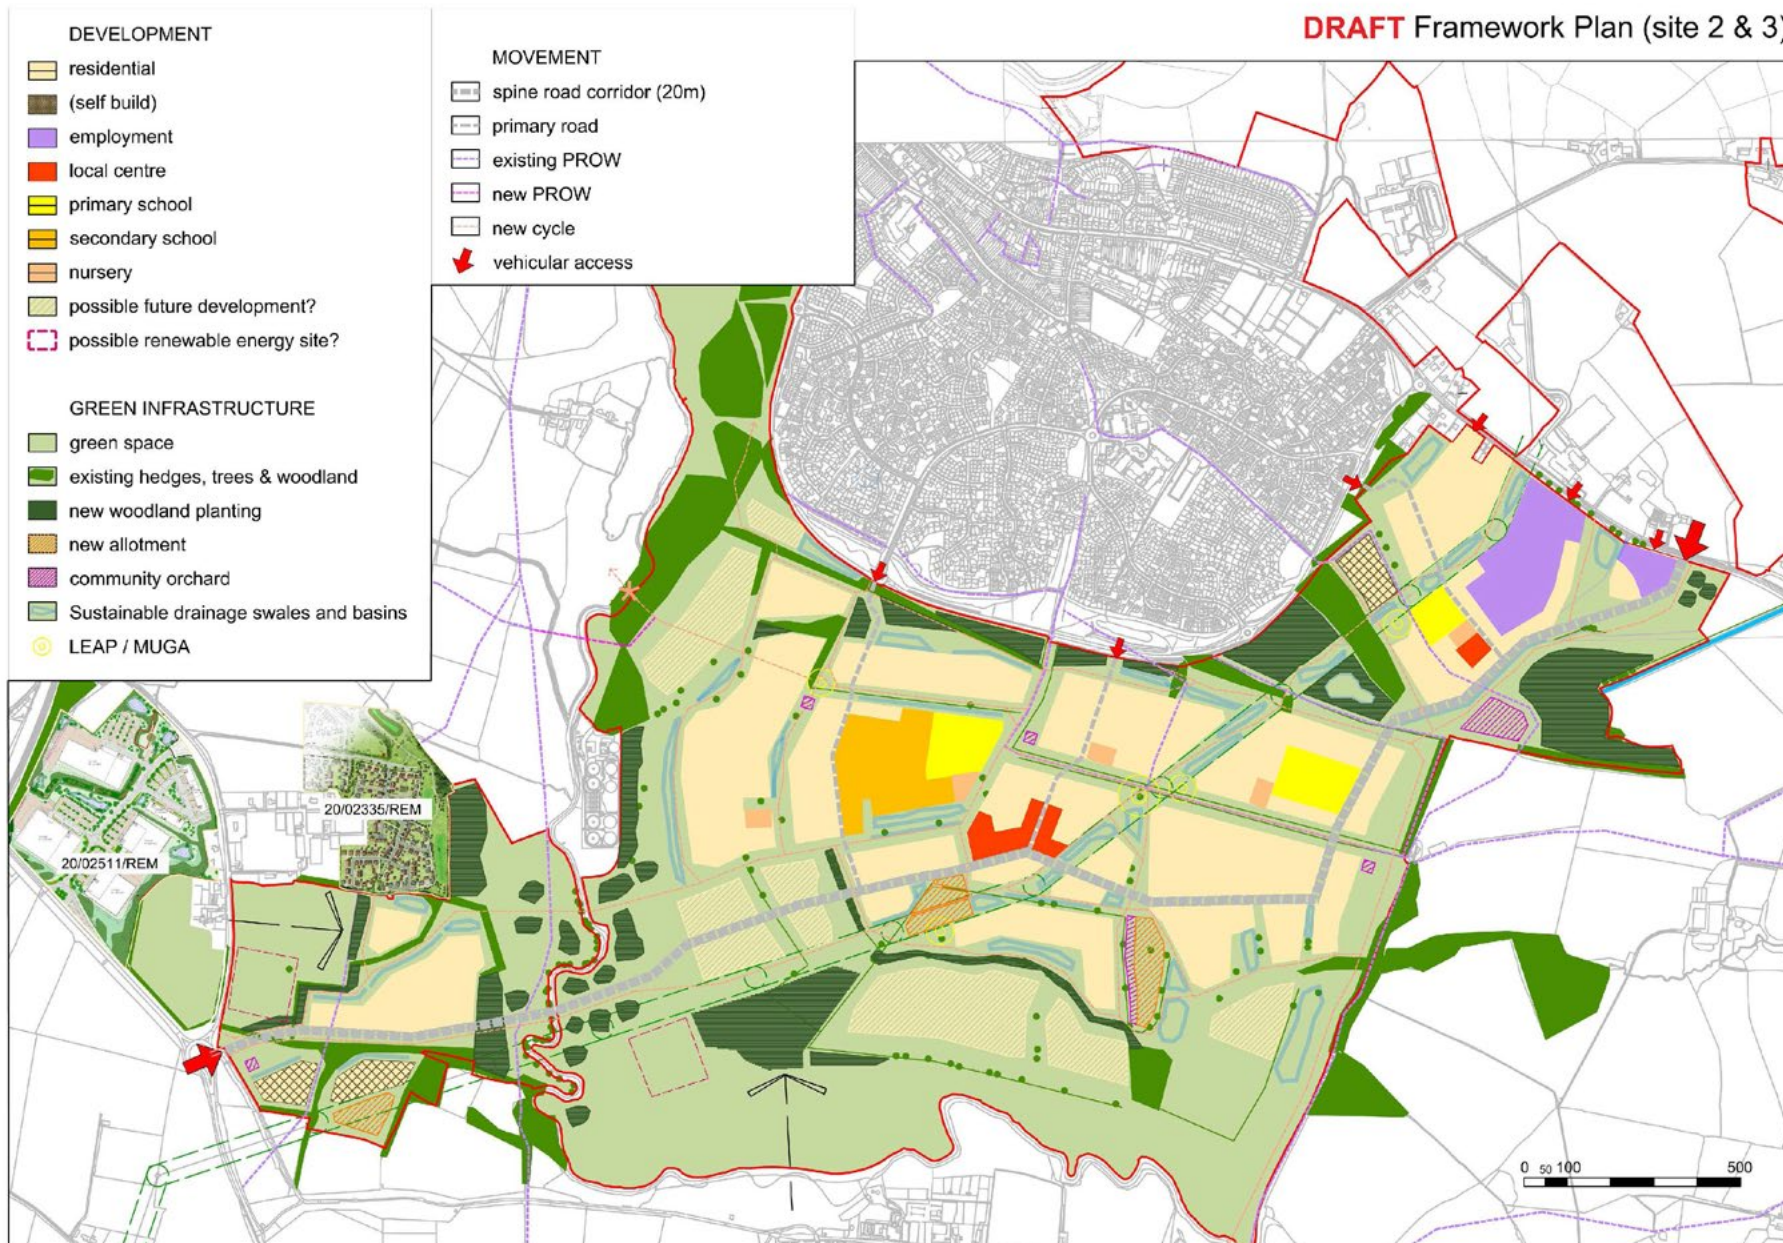 DRAFT Framework Plan (site 2 & 3)
DEVELOPMENT
residential
(self build)
employment
local centre
primary school
secondary school
nursery
possible future development?
possible renewable energy site?
GREEN INFRASTRUCTURE
green space
existing hedges, trees & woodland
new woodland planting
new allotment
community orchard
Sustainable drainage swales and basins
LEAP / MUGA
MOVEMENT
spine road corridor (20m)
primary road
existing PROW
new PROW
new cycle
vehicular access
20/02335/REM
20/02511/REM
0 50 100 500